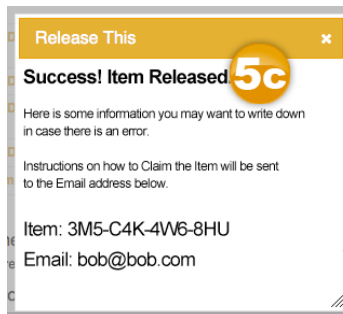 Release This
×
Success! Item Released
5c
Here is some information you may want to write down
in case there is an error.
Instructions on how to Claim the Item will be sent
to the Email address below.
Item: 3M5-C4K-4W6-8HU
Email: bob@bob.com